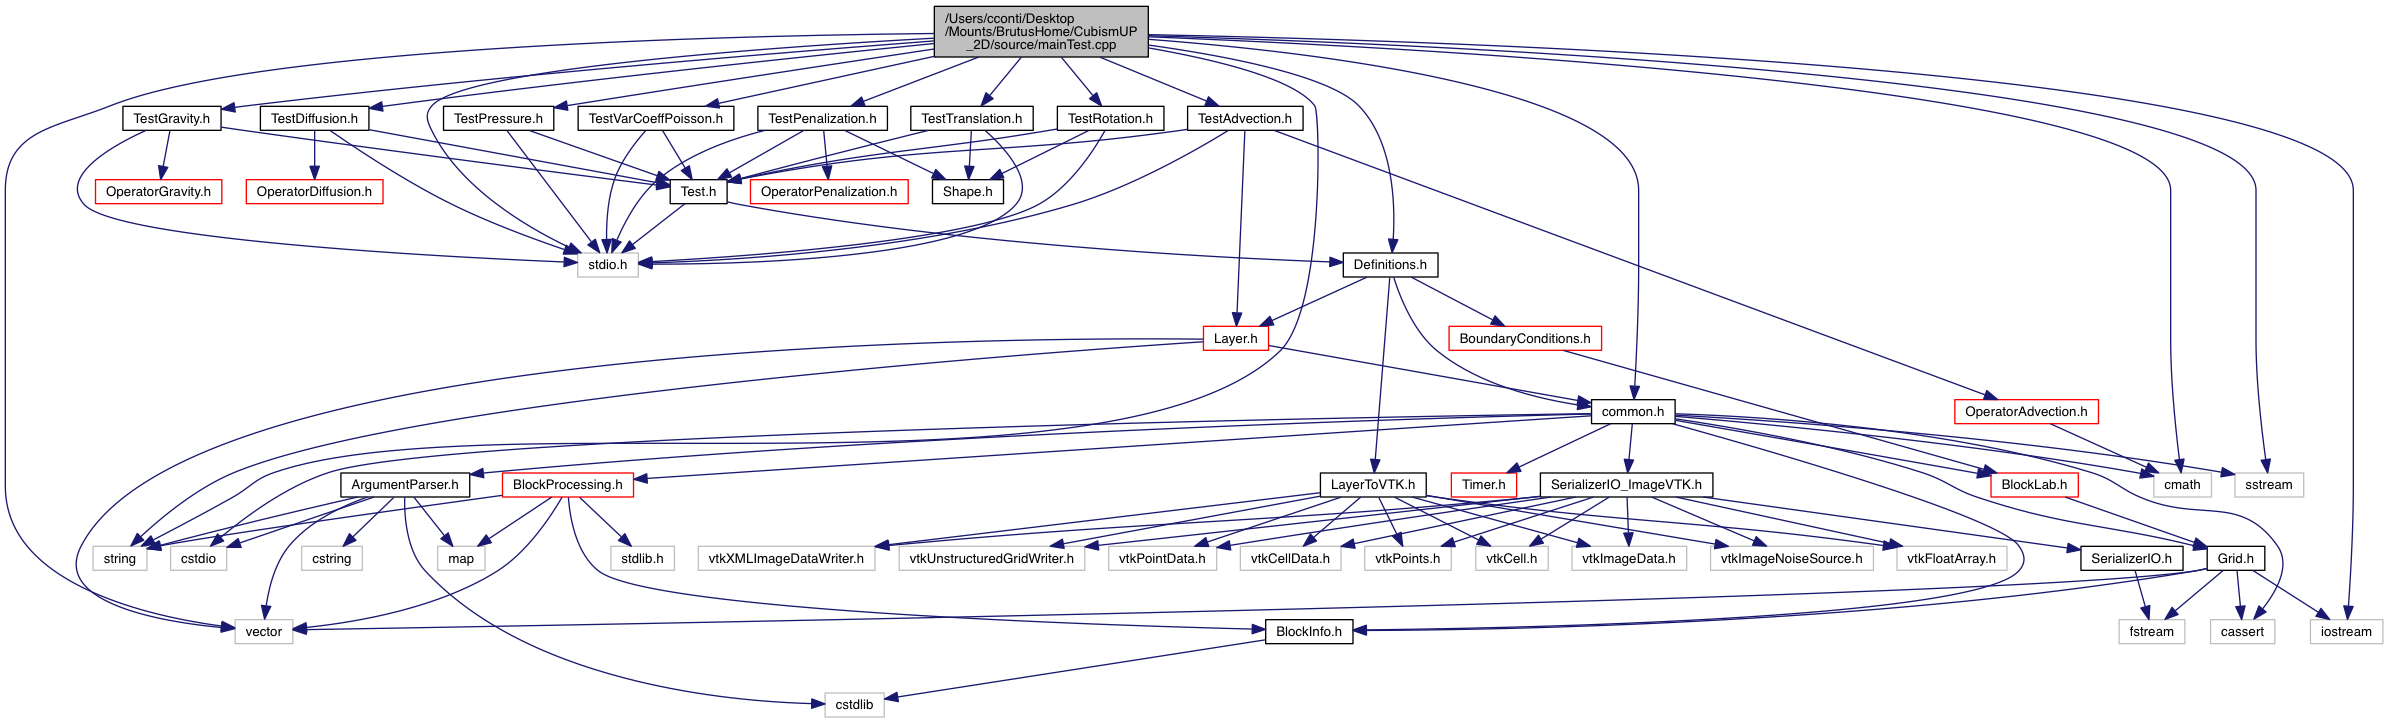 /Users/cconti/Desktop
/Mounts/BrutusHome/CubismUP
_2D/source/mainTest.cpp
TestGravity.h
TestDiffusion.h
TestPressure.h
TestVarCoeffPoisson.h
TestPenalization.h
TestTranslation.h
TestRotation.h
TestAdvection.h
OperatorGravity.h
OperatorDiffusion.h
Test.h
OperatorPenalization.h
Shape.h
stdio.h
Definitions.h
Layer.h
BoundaryConditions.h
common.h
OperatorAdvection.h
ArgumentParser.h
BlockProcessing.h
LayerToVTK.h
Timer.h
SerializerIO_ImageVTK.h
BlockLab.h
cmath
sstream
string
cstdio
cstring
map
stdlib.h
vtkXMLImageDataWriter.h
vtkUnstructuredGridWriter.h
vtkPointData.h
vtkCellData.h
vtkPoints.h
vtkCell.h
vtkImageData.h
vtkImageNoiseSource.h
vtkFloatArray.h
SerializerIO.h
Grid.h
vector
BlockInfo.h
fstream
cassert
iostream
cstdlib